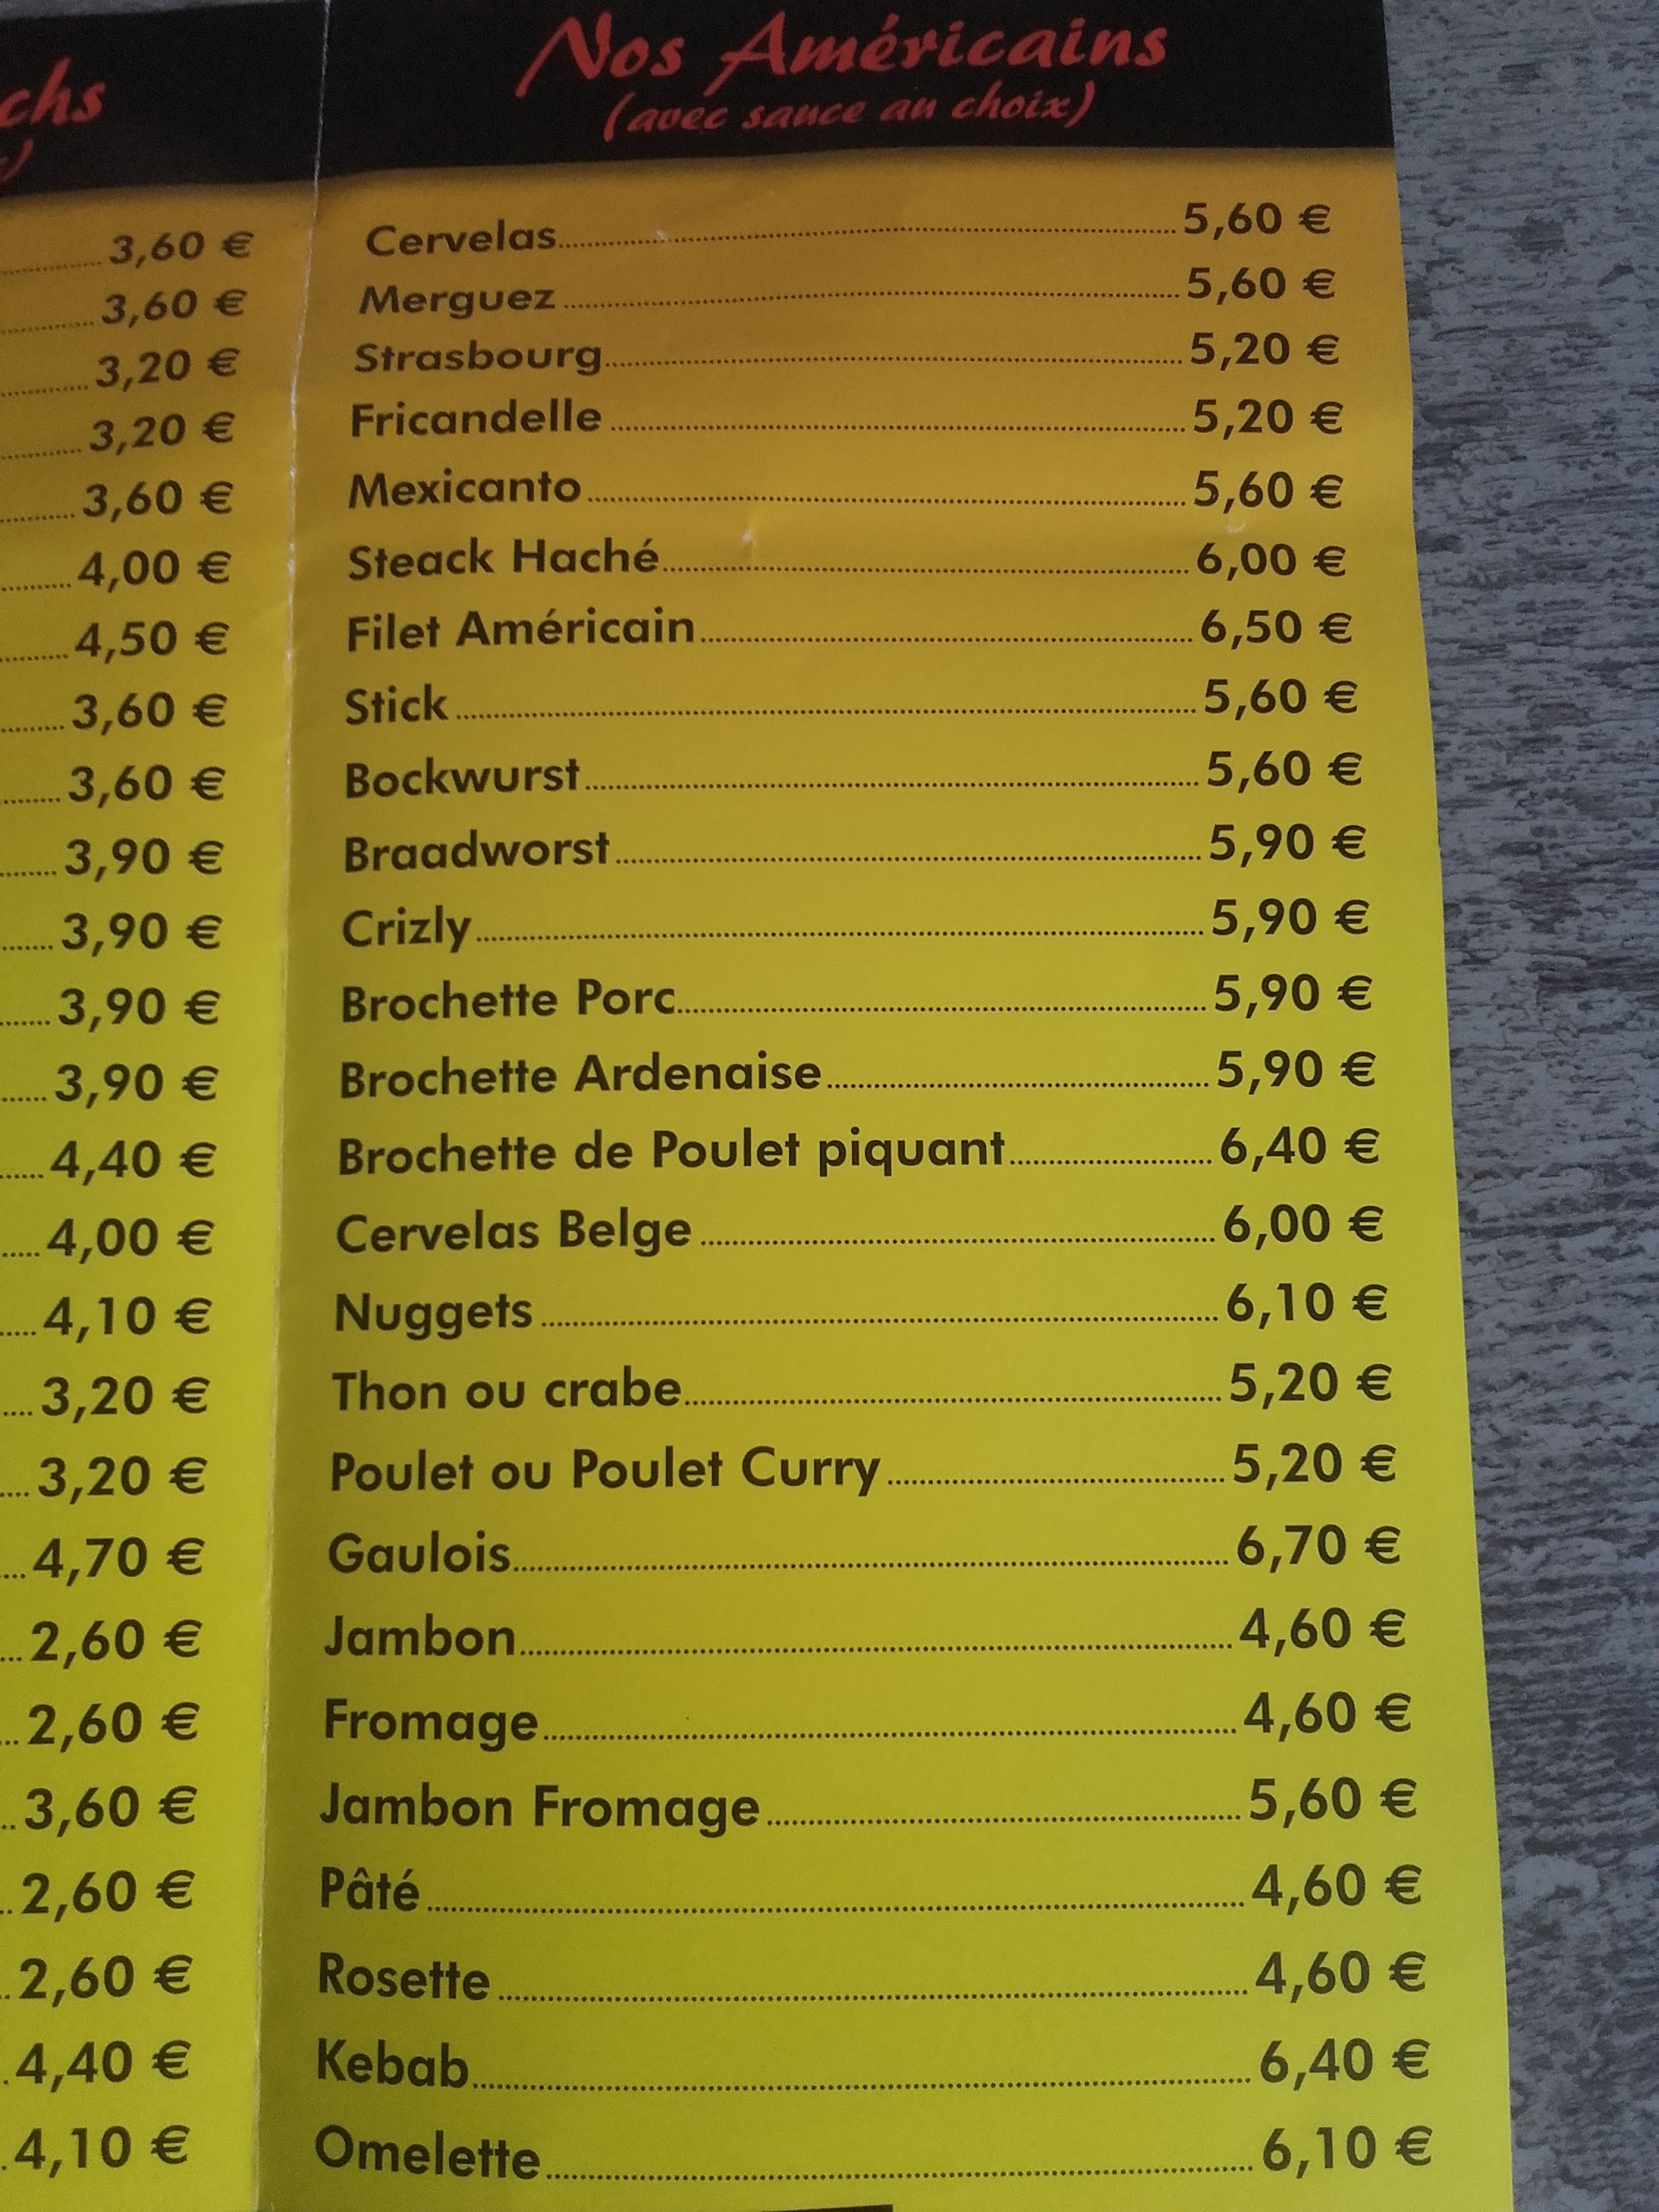 chs
Nos Américains
(avec sauce au choix)
3,60 €
3,60 €
3,20 €
3,20 €
3,60 €
4,00 €
4,50 €
3,60 €
3,60 €
3,90 €
3,90 €
3,90 €
3,90 €
4,40 €
4,00 €
4,10 €
3,20 €
3,20 €
4,70 €
2,60 €
2,60 €
3,60 €
2,60 €
2,60 €
4,40 €
4,10 €
Cervelas 5,60 €
Merguez 5,60 €
Strasbourg 5,20 €
Fricandelle 5,20 €
Mexicanto 5,60 €
Steack Haché 6,00 €
Filet Américain 6,50 €
Stick 5,60 €
Bockwurst 5,60 €
Braadworst 5,90 €
Crizly 5,90 €
Brochette Porc 5,90 €
Brochette Ardenaise 5,90 €
Brochette de Poulet piquant 6,40 €
Cervelas Belge 6,00 €
Nuggets 6,10 €
Thon ou crabe 5,20 €
Poulet ou Poulet Curry 5,20 €
Gaulois 6,70 €
Jambon 4,60 €
Fromage 4,60 €
Jambon Fromage 5,60 €
Pâté 4,60 €
Rosette 4,60 €
Kebab 6,40 €
Omelette 6,10 €